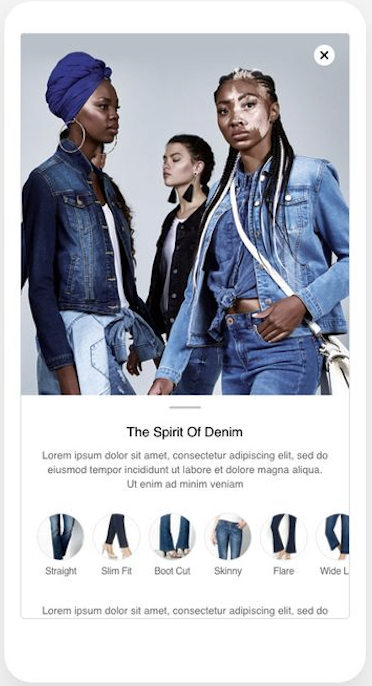 The Spirit Of Denim
Lorem ipsum dolor sit amet, consectetur adipiscing elit, sed do
eiusmod tempor incididunt ut labore et dolore magna aliqua.
Ut enim ad minim veniam
Straight Slim Fit Boot Cut Skinny Flare Wide L
Lorem ipsum dolor sit amet, consectetur adipiscing elit, sed do